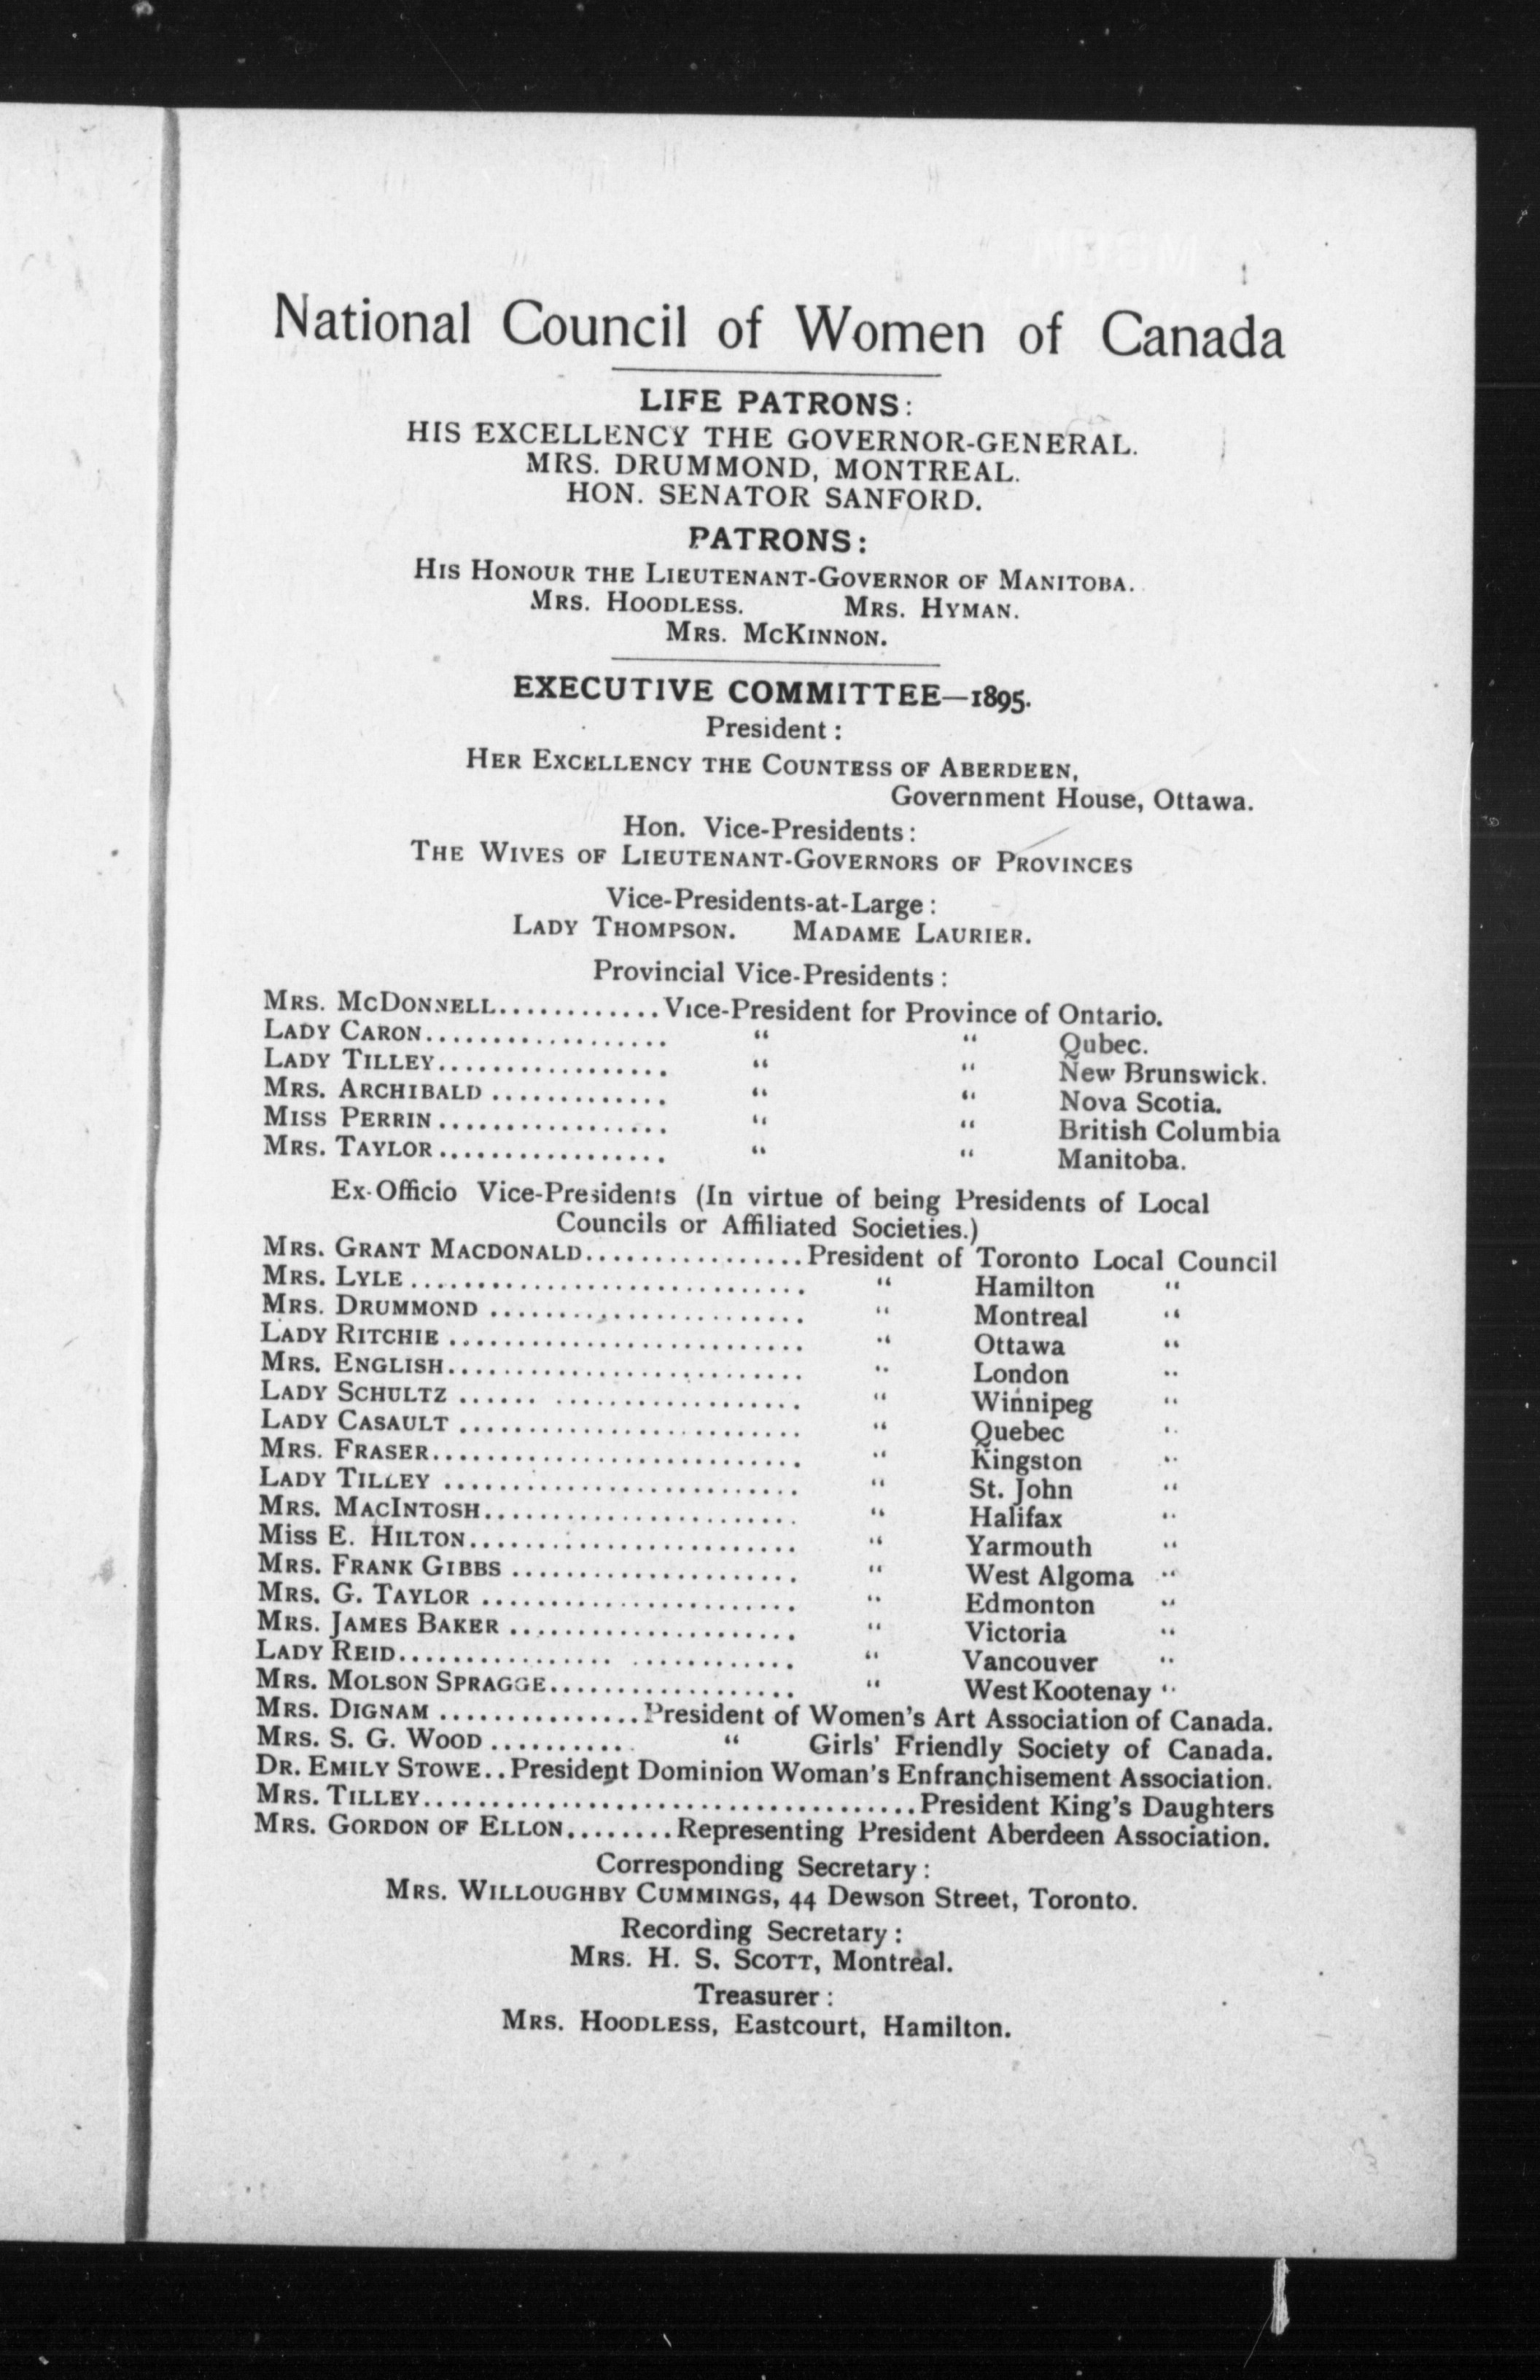 National Council of Women of Canada
LIFE PATRONS:
HIS EXCELLENCY THE GOVERNOR-GENERAL.
MRS. DRUMMOND, MONTREAL.
HON. SENATOR SANFORD.
PATRONS:
HIS HONOUR THE LIEUTENANT-GOVERNOR OF MANITOBA.
MRS. HOODLESS. MRS. HYMAN.
MRS. MCKINNON.
EXECUTIVE COMMITTEE—1895.
President:
HER EXCELLENCY THE COUNTESS OF ABERDEEN,
Government House, Ottawa.
Hon. Vice-Presidents:
THE WIVES OF LIEUTENANT-GOVERNORS OF PROVINCES
Vice-Presidents-at-Large:
LADY THOMPSON. MADAME LAURIER.
Provincial Vice-Presidents:
MRS. MCDONNELL............Vice-President for Province of Ontario.
LADY CARON.................. “ “ Qubec.
LADY TILLEY................. “ “ New Brunswick.
MRS. ARCHIBALD ............. “ “ Nova Scotia.
MISS PERRIN................. “ “ British Columbia
MRS. TAYLOR................. “ “ Manitoba.
Ex-Officio Vice-Presidents (In virtue of being Presidents of Local
Councils or Affiliated Societies.)
MRS. GRANT MACDONALD................President of Toronto Local Council
MRS. LYLE.............................. “ Hamilton “
MRS. DRUMMOND ........................ “ Montreal “
LADY RITCHIE ........................... “ Ottawa “
MRS. ENGLISH........................... “ London “
LADY SCHULTZ ...... ................... “ Winnipeg “
LADY CASAULT .......................... “ Quebec “
MRS. FRASER............................ “ Kingston “
LADY TILLEY ........................... “ St. John “
MRS. MACINTOSH........................ “ Halifax “
Miss E. HILTON......................... “ Yarmouth “
MRS. FRANK GIBBS ...................... “ West Algoma “
MRS. G. TAYLOR ........................ “ Edmonton “
MRS. JAMES BAKER ...................... “ Victoria “
LADY REID................ ............ “ Vancouver “
MRS. MOLSON SPRAGGE................... “ West Kootenay “
MRS. DIGNAM ...............President of Women's Art Association of Canada.
MRS. S. G. WOOD .......... “ Girls' Friendly Society of Canada.
DR. EMILY STOWE..President Dominion Woman's Enfranchisement Association.
MRS. TILLEY.....................................President King's Daughters
MRS. GORDON OF ELLON........Representing President Aberdeen Association.
Corresponding Secretary:
MRS. WILLOUGHBY CUMMINGS, 44 Dewson Street, Toronto.
Recording Secretary:
MRS. H. S. SCOTT, Montreal.
Treasurer:
MRS. HOODLESS, Eastcourt, Hamilton.